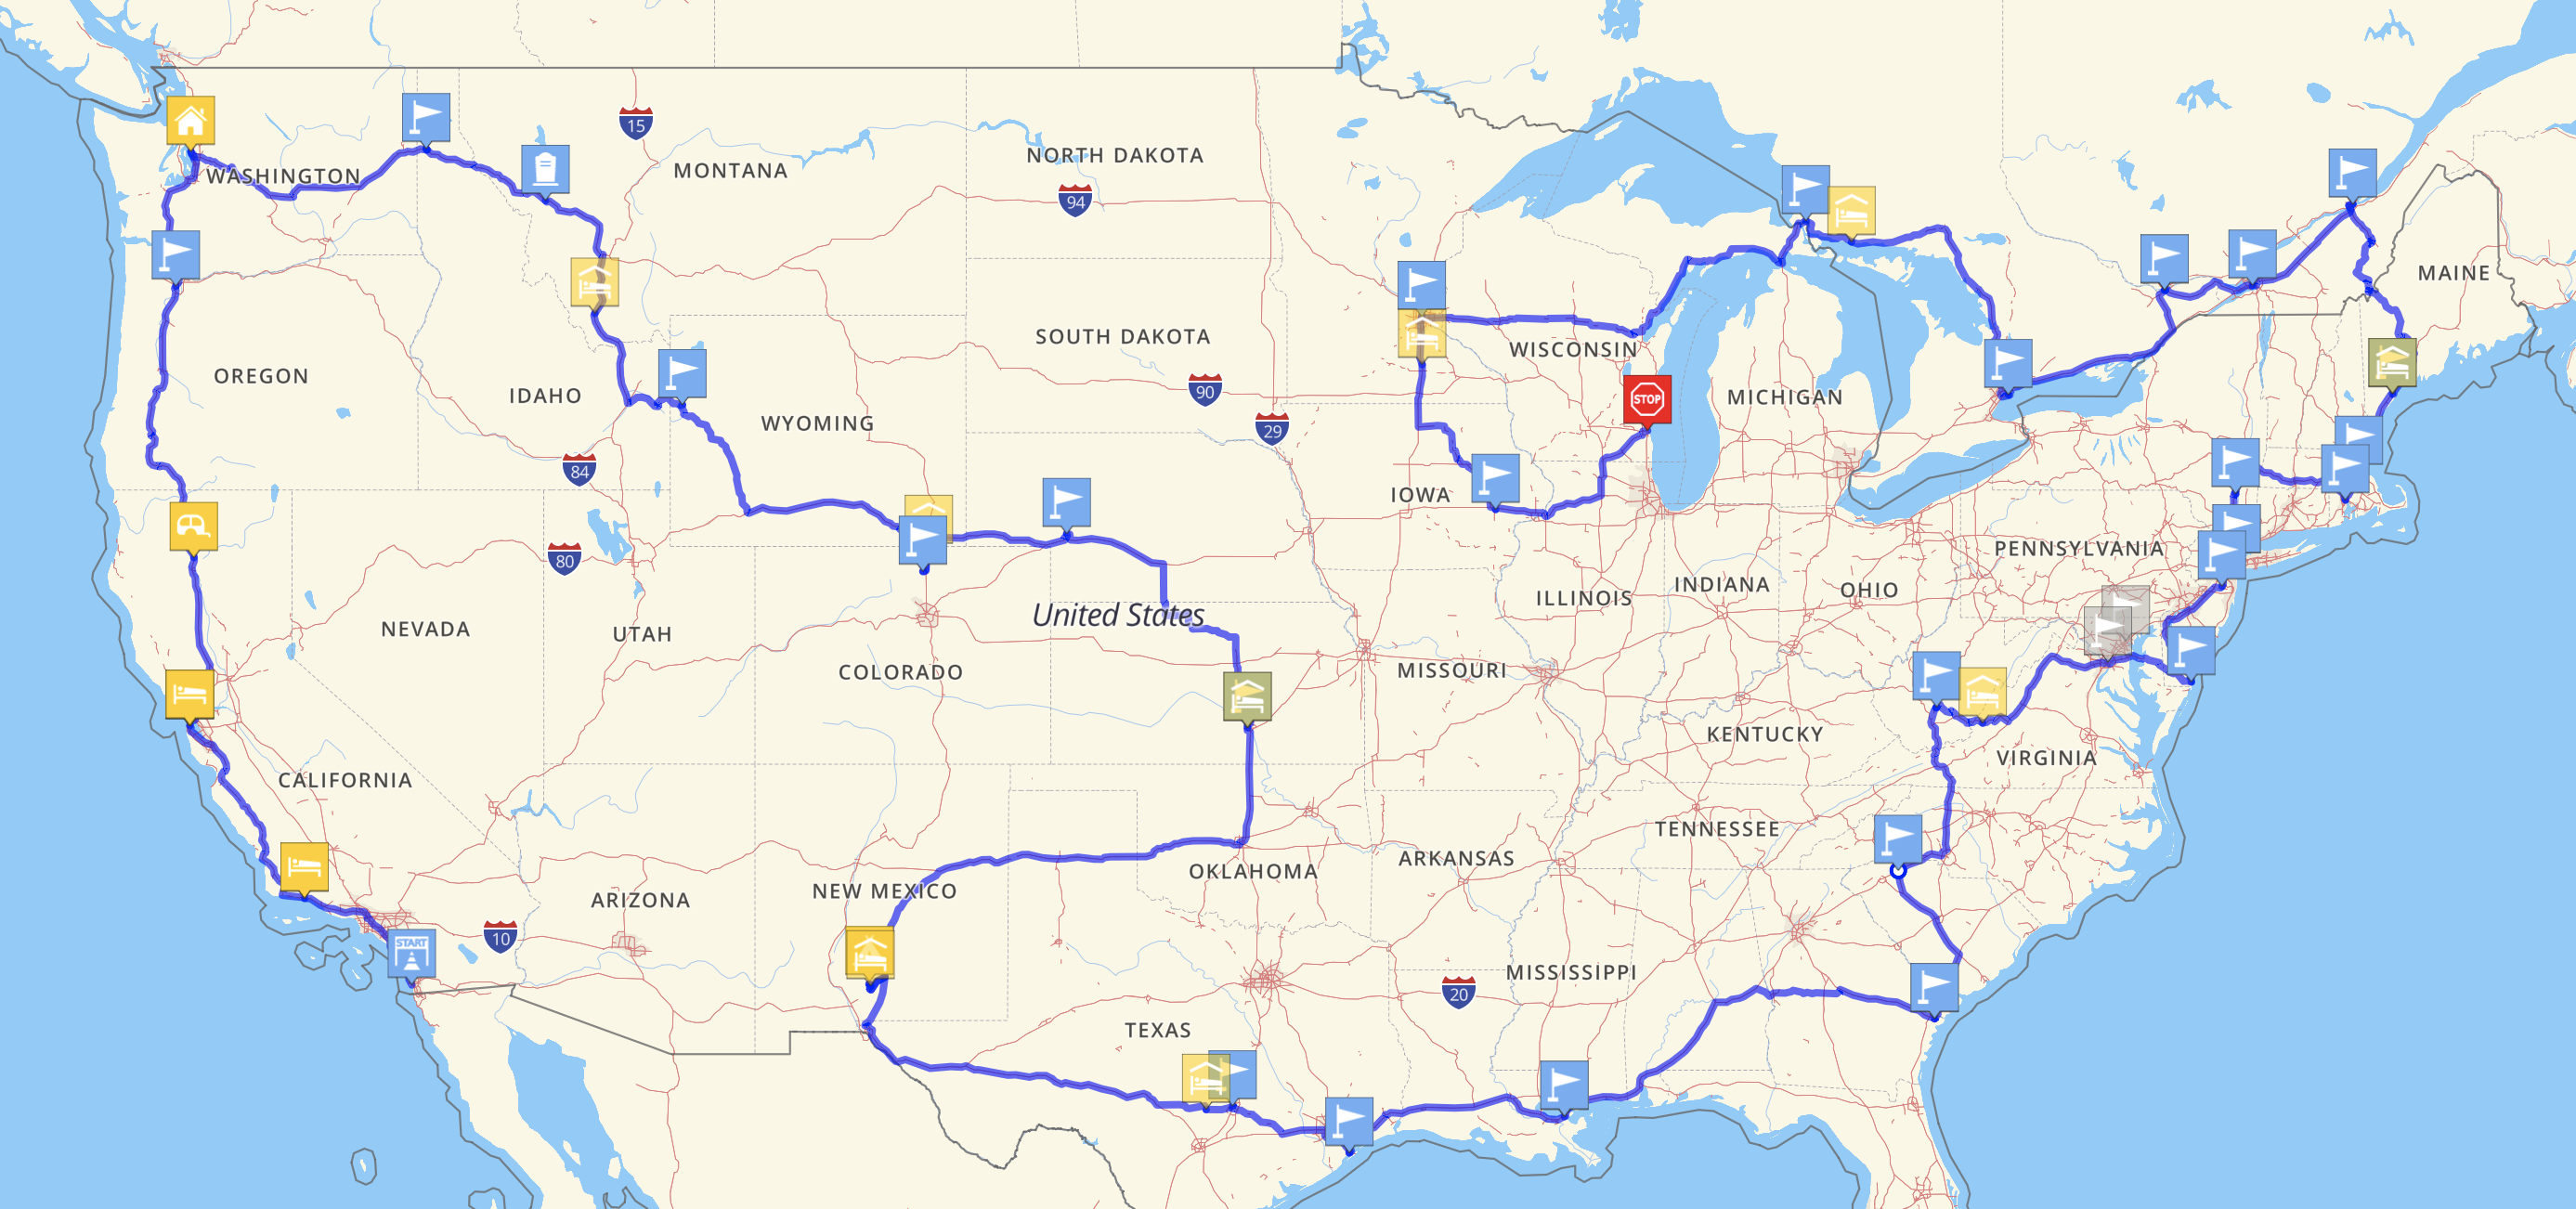 WASHINGTON
15
MONTANA
NORTH DAKOTA
94
MAINE
SOUTH DAKOTA
WISCONSIN
OREGON
IDAHO
90
STOP
MICHIGAN
WYOMING
29
84
IOWA
80
PENNSYLVANIA
INDIANA
OHIO
ILLINOIS
United States
NEVADA
UTAH
COLORADO
MISSOURI
KENTUCKY
VIRGINIA
CALIFORNIA
TENNESSEE
ARKANSAS
OKLAHOMA
NEW MEXICO
ARIZONA
10
START
MISSISSIPPI
20
TEXAS